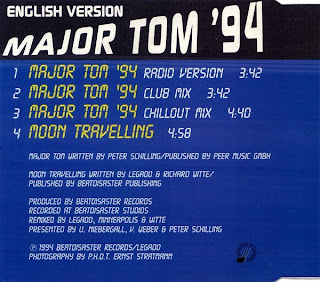 ENGLISH VERSION
MAJOR TOM '94
1 MAJOR TOM '94 RADIO VERSION 3:42
2 MAJOR TOM '94 CLUB MIX 3:42
3 MAJOR TOM '94 CHILLOUT MIX 4:40
4 MOON TRAVELLING 4:58
MAJOR TOM WRITTEN BY PETER SCHILLING/PUBLISHED BY PEER MUSIC GMBH
MOON TRAVELLING WRITTEN BY LEGADO & RICHARD WITTE/
PUBLISHED BY BEATDISASTER PUBLISHING
PRODUCED BY BEATDISASTER RECORDS
RECORDED AT BEATDISASTER STUDIOS
REMIXED BY LEGADO, MINNEAPOLIS & WITTE
PRESENTED BY U. NIEBERGALL, V. WEBER & PETER SCHILLING
℗ 1994 BEATDISASTER RECORDS/LEGADO
PHOTOGRAPHY BY P.H.O.T. ERNST STRATMANN